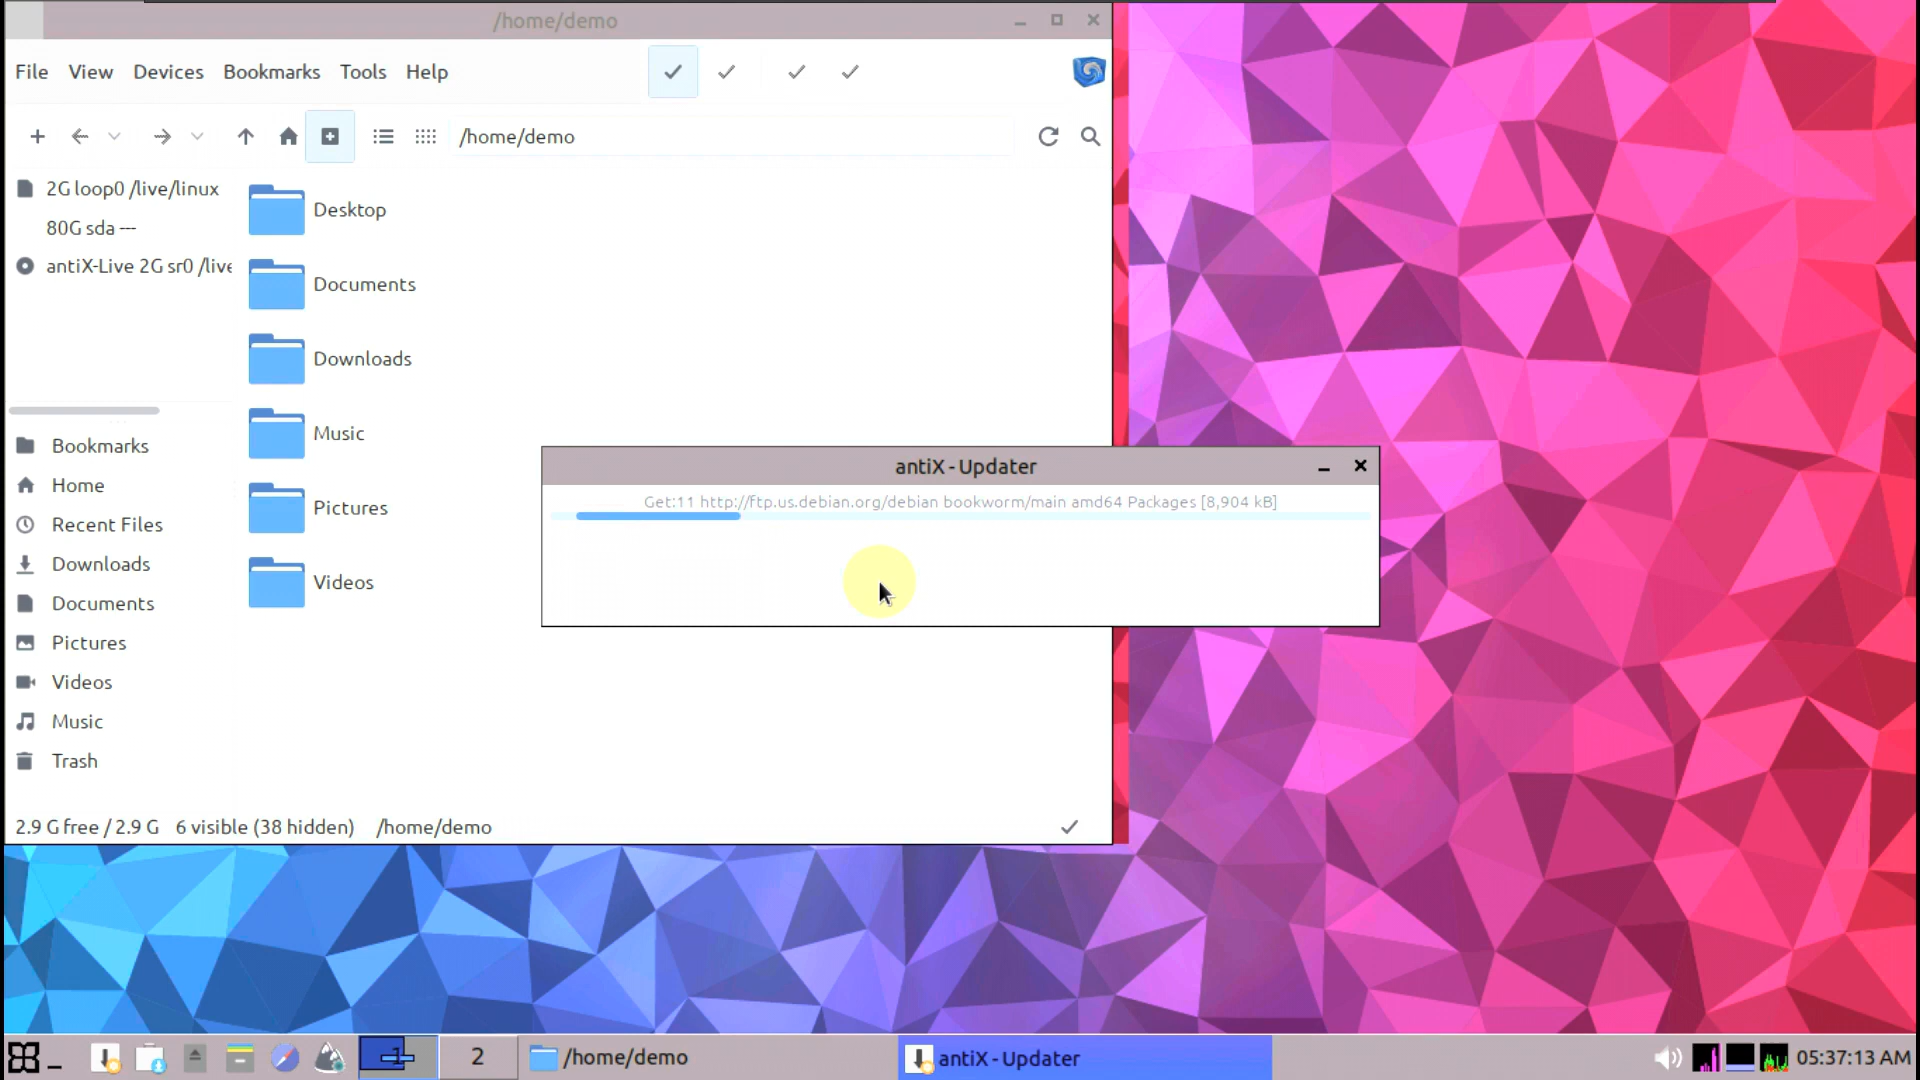 /home/demo
File View Devices Bookmarks Tools Help
/home/demo
2G loop0 /live/linux
80G sda ---
antiX-Live 2G sr0 /live
Desktop
Documents
Downloads
Music
Pictures
Videos
Bookmarks
Home
Recent Files
Downloads
Documents
Pictures
Videos
Music
Trash
2.9 G free / 2.9 G 6 visible (38 hidden) /home/demo
antiX - Updater
Get:11 http://ftp.us.debian.org/debian bookworm/main amd64 Packages [8,904 kB]
1 2 /home/demo antiX - Updater 05:37:13 AM